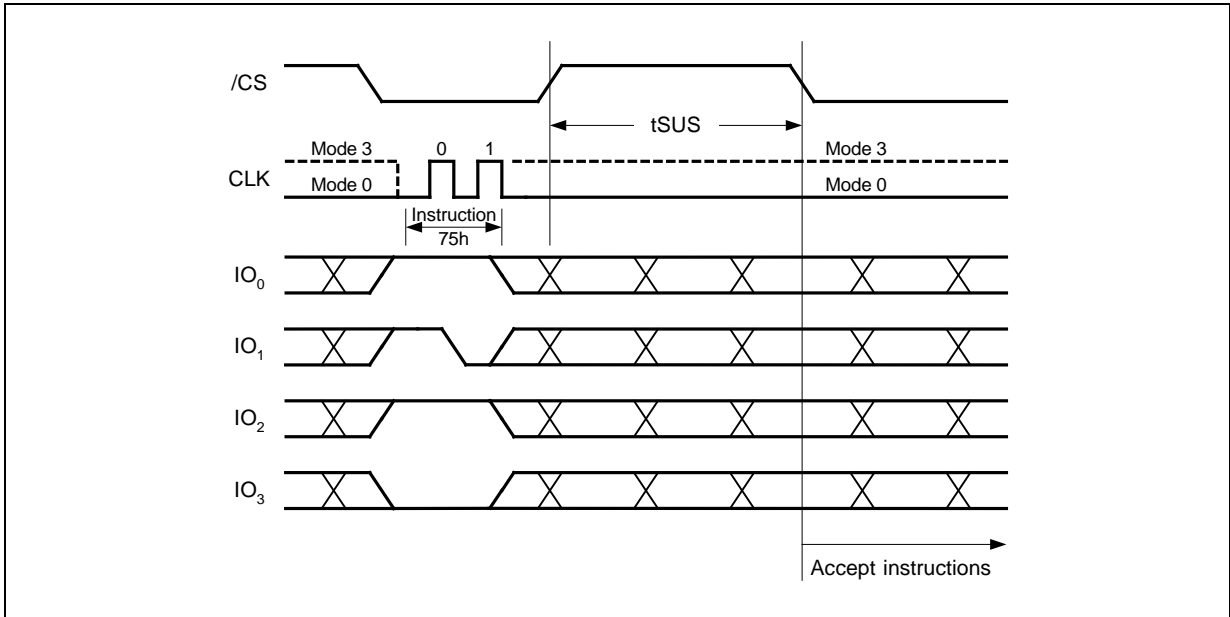 /CS
tSUS
Mode 3 0 1 Mode 3
CLK
Mode 0 Mode 0
Instruction
75h
IO0
IO1
IO2
IO3
Accept instructions